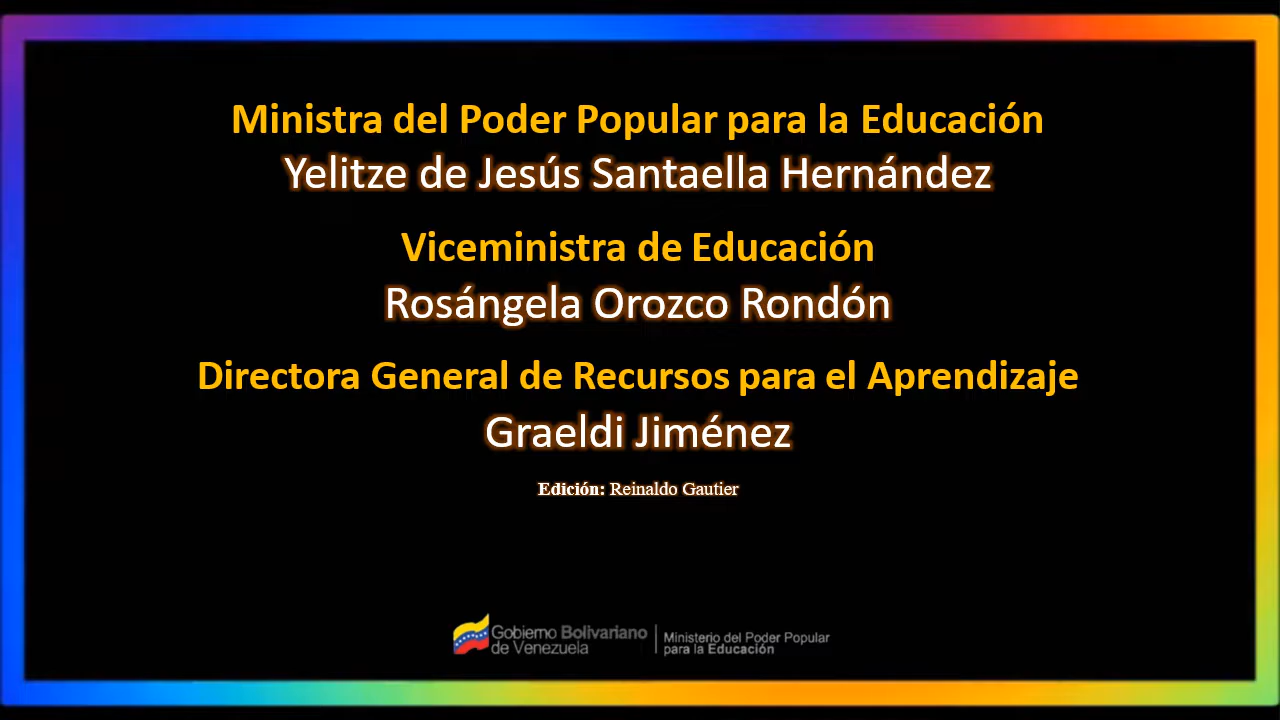 Ministra del Poder Popular para la Educación
Yelitze de Jesús Santaella Hernández
Viceministra de Educación
Rosángela Orozco Rondón
Directora General de Recursos para el Aprendizaje
Graeldi Jiménez
Edición: Reinaldo Gautier
Gobierno Bolivariano
de Venezuela
Ministerio del Poder Popular
para la Educación